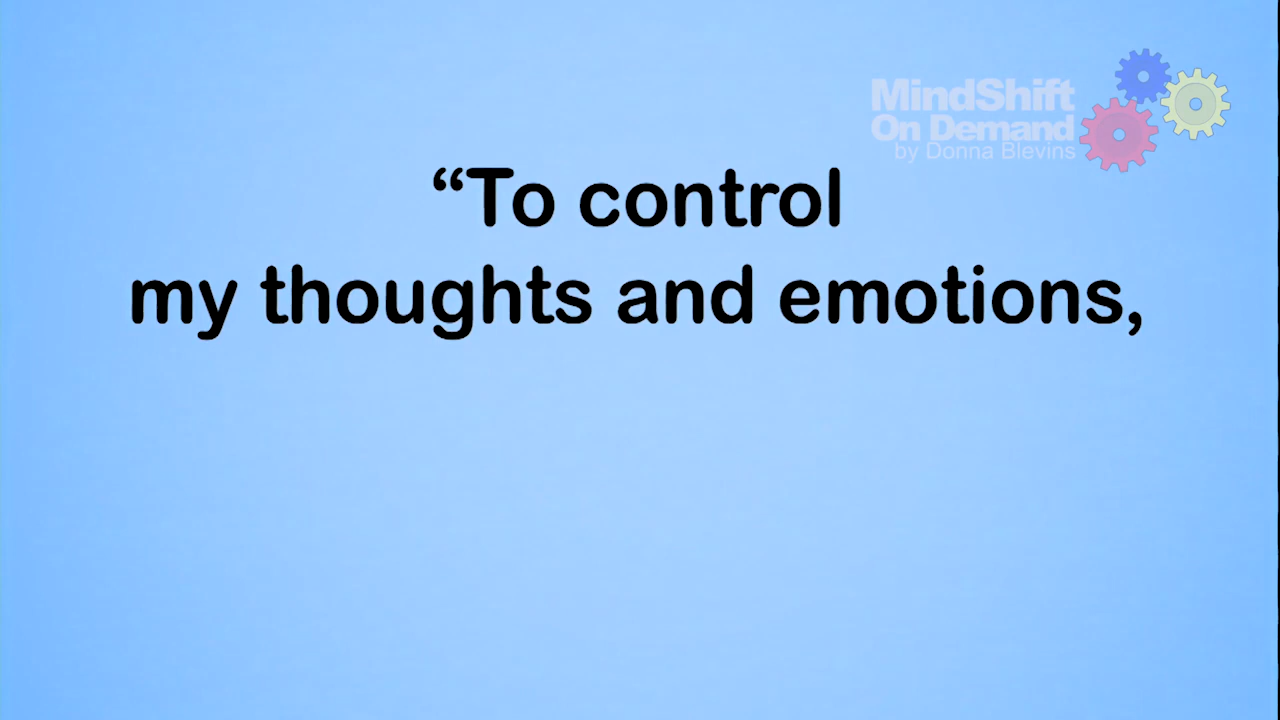 MindShift
On Demand
by Donna Blevins
“To control
my thoughts and emotions,